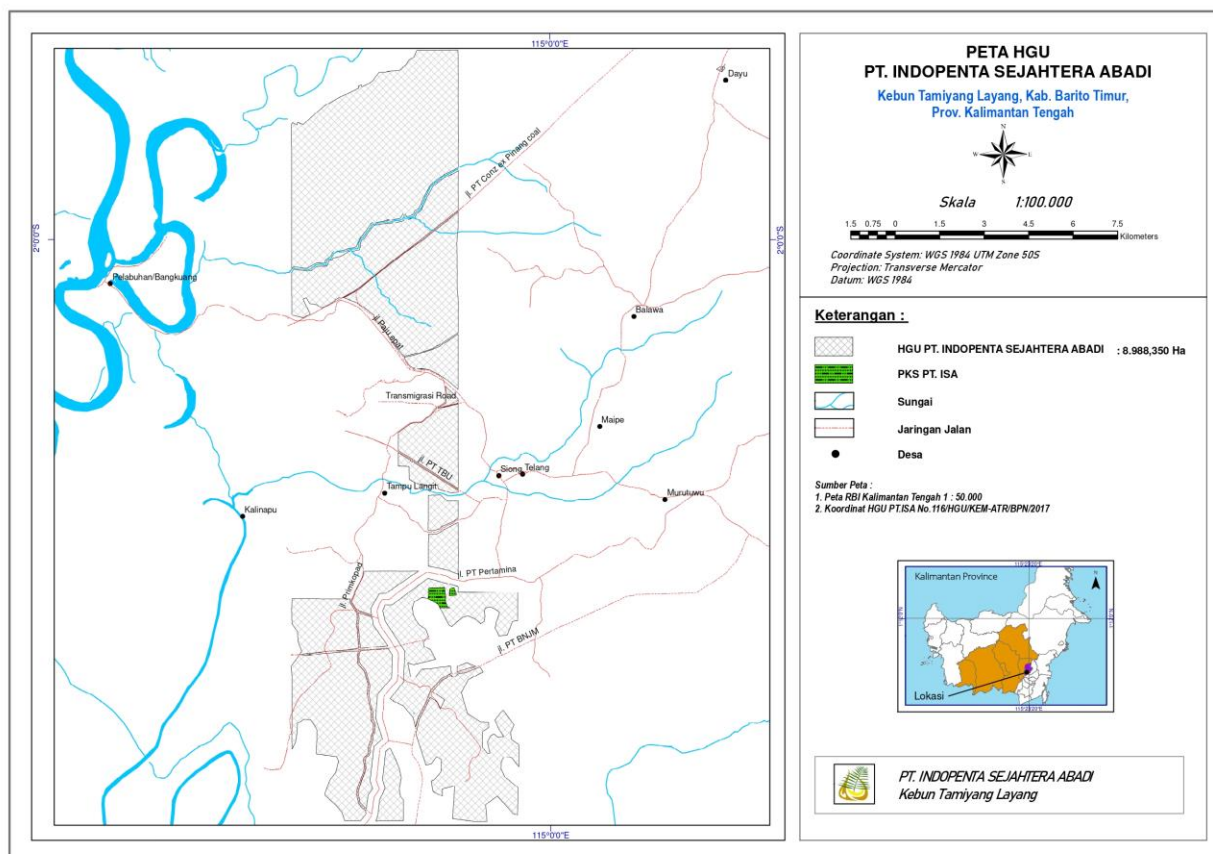 115°0'0"E
2°0'0"S
2°0'0"S
Dayu
jl. PT Conz ex Pinang coal
Pelabuhan/Bangkuang
Balawa
jl.Paju epat
Transmigrasi Road
Maipe
jl. PT TBU
Siong
Telang
Tampu Langit
Murutuwu
Kalinapu
jl. PT Pertamina
jl. Primkopad
jl. PT BNJM
115°0'0"E
PETA HGU
PT. INDOPENTA SEJAHTERA ABADI
Kebun Tamiyang Layang, Kab. Barito Timur,
Prov. Kalimantan Tengah
N
W E
S
Skala 1:100.000
1.5 0.75 0 1.5 3 4.5 6 7.5
Kilometers
Coordinate System: WGS 1984 UTM Zone 50S
Projection: Transverse Mercator
Datum: WGS 1984
Keterangan :
HGU PT. INDOPENTA SEJAHTERA ABADI : 8.988,350 Ha
PKS PT. ISA
Sungai
Jaringan Jalan
Desa
Sumber Peta :
1. Peta RBI Kalimantan Tengah 1 : 50.000
2. Koordinat HGU PT.ISA No.116/HGU/KEM-ATR/BPN/2017
Kalimantan Province
N
Lokasi
PT. INDOPENTA SEJAHTERA ABADI
Kebun Tamiyang Layang